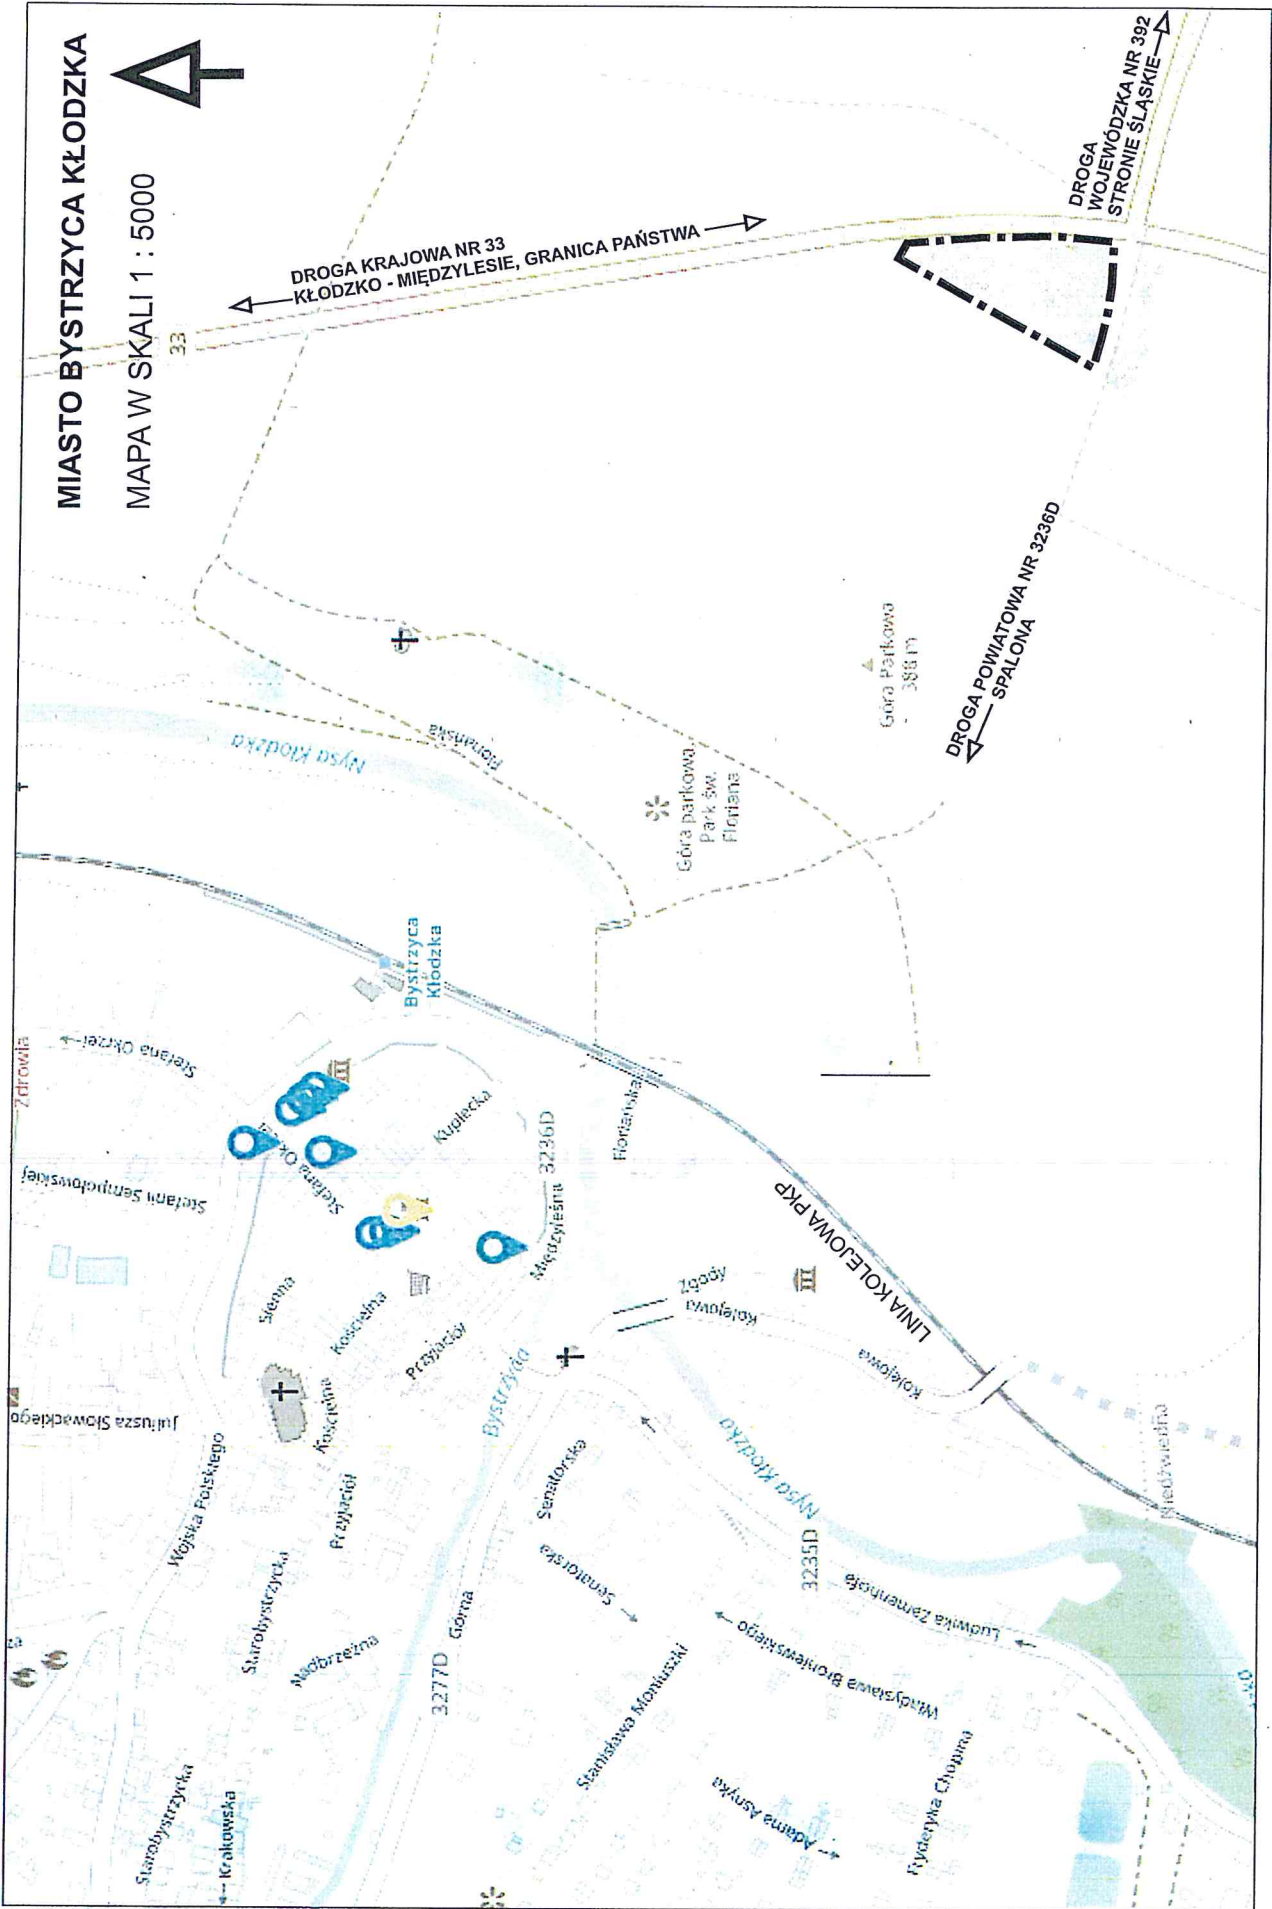 MIASTO BYSTRZYCA KŁODZKA
MAPA W SKALI 1 : 5000
33
DROGA KRAJOWA NR 33
KŁODZKO - MIĘDZYLESIE, GRANICA PAŃSTWA
DROGA
WOJEWÓDZKA NR 392
STRONIE ŚLĄSKIE
DROGA POWIATOWA NR 3236D
SPALONA
Góra Parkowa
388 m
Góra parkowa.
Park św.
Floriana
Nysa Kłodzka
Floriańska
Bystrzyca
Kłodzka
Zdrowia
Stefana Okrzei
Stefanii Sempołowskiej
Stefana Ok
Kupiecka
3236D
Międzyleśna
Floriańska
LINIA KOLEJOWA PKP
Zgody
Kolejowa
Kolejowa
Sienna
Kościelna
Przyjaciół
Bystrzyca
Juliusza Słowackiego
Kościelna
Wojska Polskiego
Przyjaciół
Starobystrzycka
Nadbrzeżna
Senatorska
Senatorska
Górna
3277D
Nysa Kłodzka
3235D
Ludwika Zamenhofa
Niedźwiedna
Władysława Broniewskiego
Stanisława Moniuszki
Adama Asnyka
Fryderyka Chopina
Starobystrzycka
Krakowska